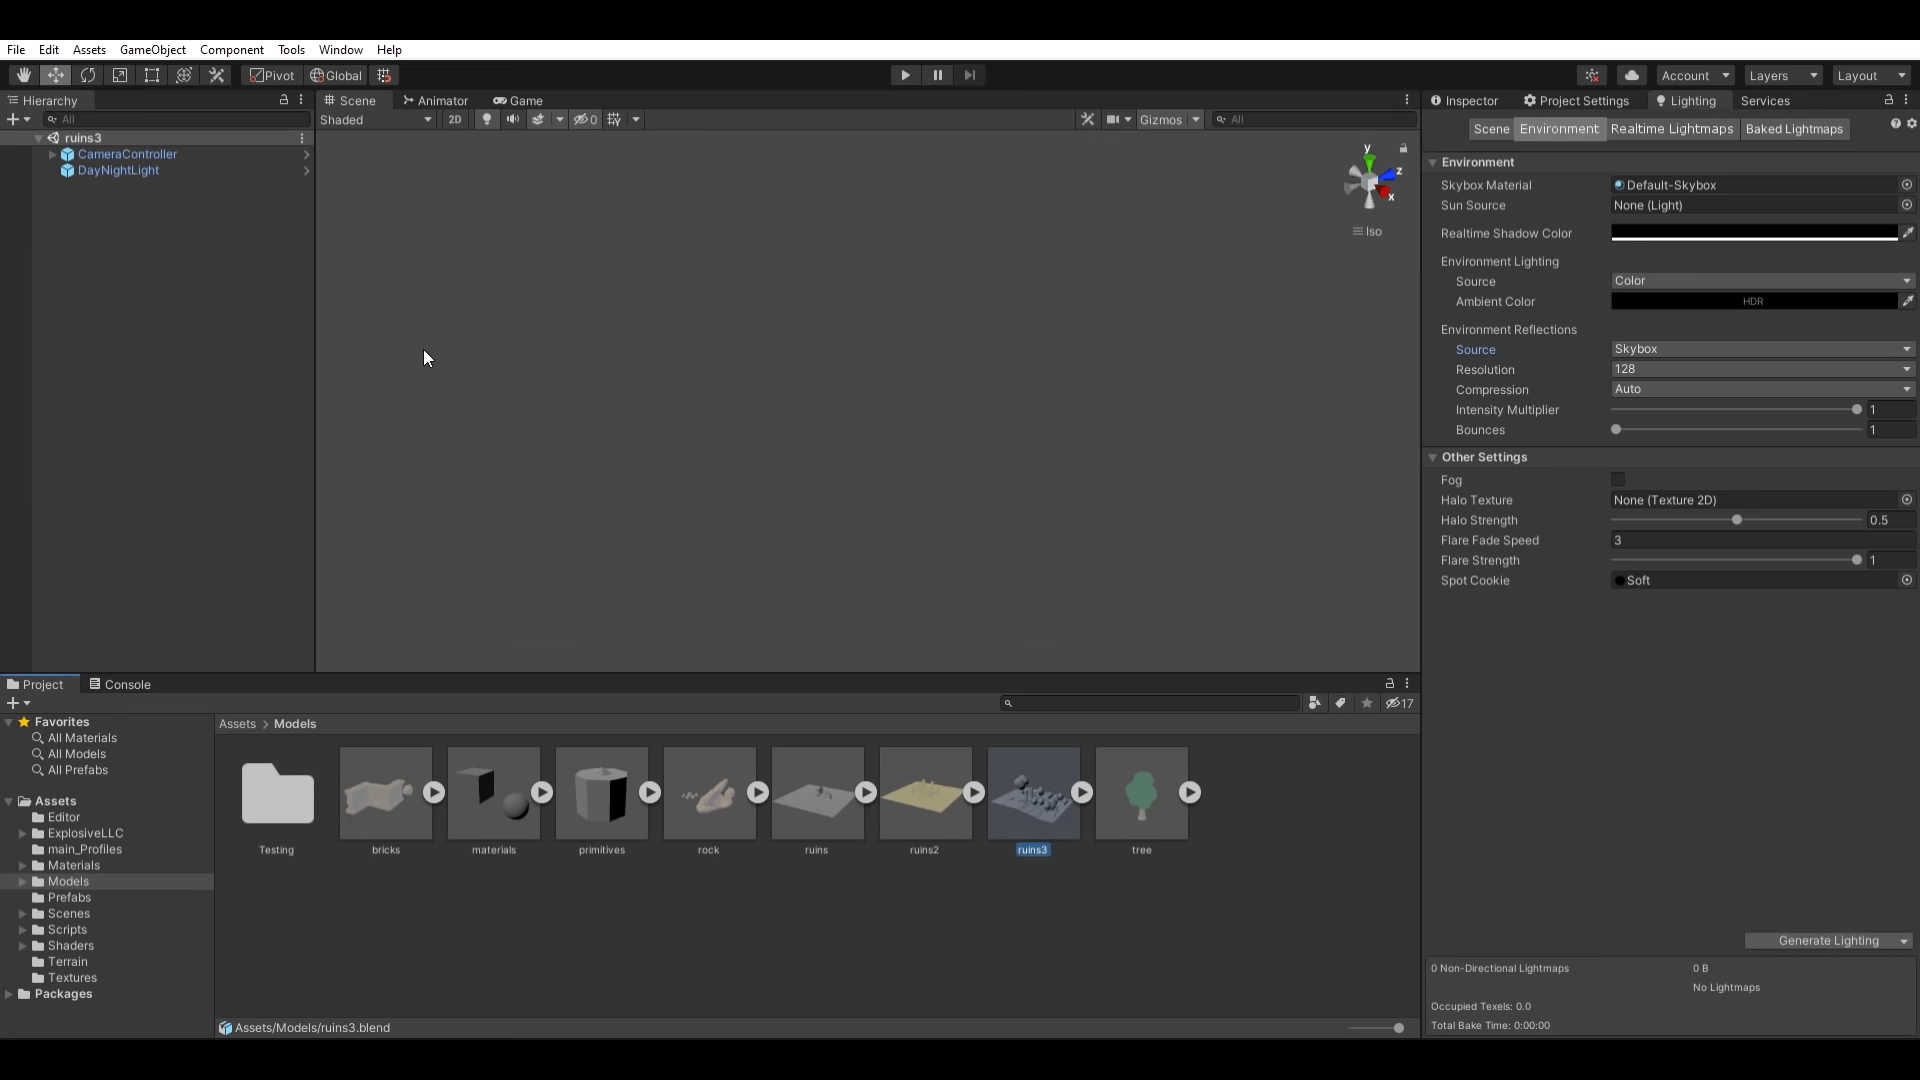 File Edit Assets GameObject Component Tools Window Help
Pivot Global Account Layers Layout
Hierarchy
All
ruins3
CameraController
DayNightLight
Scene Animator Game
Shaded 2D 0 Gizmos All
y
z
x
Iso
Inspector Project Settings Lighting Services
Scene Environment Realtime Lightmaps Baked Lightmaps
Environment
Skybox Material Default-Skybox
Sun Source None (Light)
Realtime Shadow Color
Environment Lighting
Source Color
Ambient Color HDR
Environment Reflections
Source Skybox
Resolution 128
Compression Auto
Intensity Multiplier 1
Bounces 1
Other Settings
Fog
Halo Texture None (Texture 2D)
Halo Strength 0.5
Flare Fade Speed 3
Flare Strength 1
Spot Cookie Soft
Generate Lighting
0 Non-Directional Lightmaps 0 B
No Lightmaps
Occupied Texels: 0.0
Total Bake Time: 0:00:00
Project Console
17
Favorites
All Materials
All Models
All Prefabs
Assets
Editor
ExplosiveLLC
main_Profiles
Materials
Models
Prefabs
Scenes
Scripts
Shaders
Terrain
Textures
Packages
Assets > Models
Testing bricks materials primitives rock ruins ruins2 ruins3 tree
Assets/Models/ruins3.blend